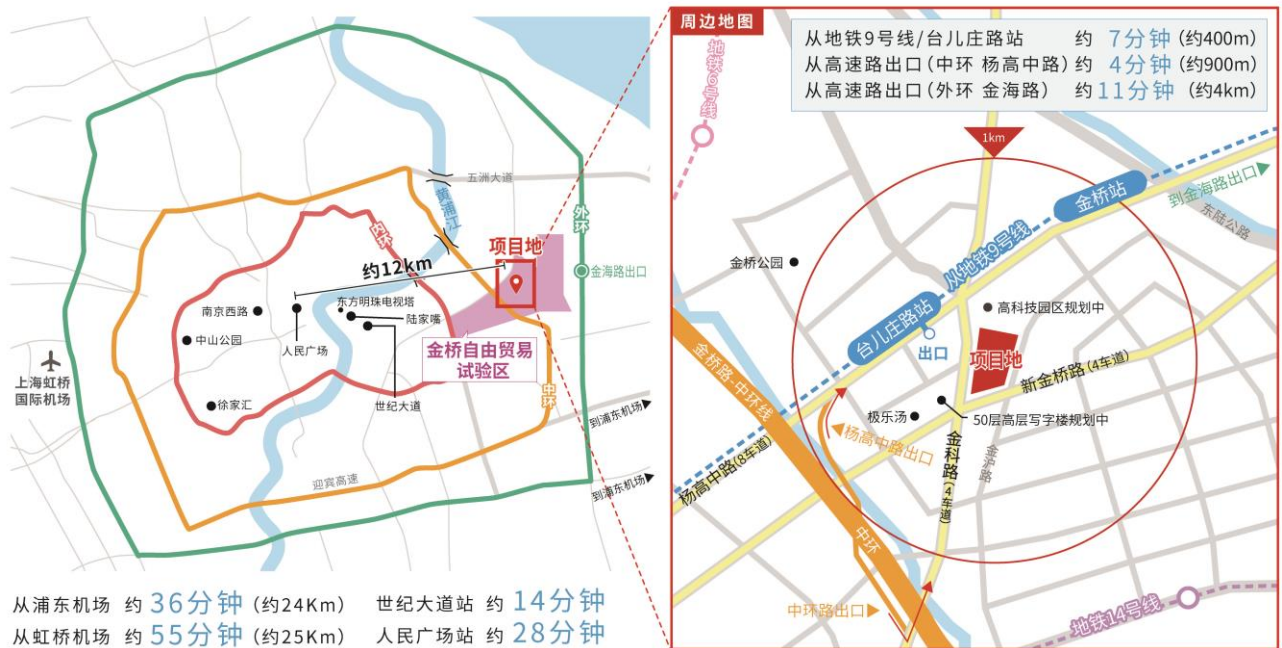 五洲大道
黄浦江
外环
内环
项目地
约12km
金海路出口
南京西路
东方明珠电视塔
陆家嘴
中山公园
人民广场
金桥自由贸易
试验区
上海虹桥
国际机场
中环
徐家汇
世纪大道
到浦东机场
迎宾高速
到浦东机场
从浦东机场 约 36分钟 (约24Km) 世纪大道站 约 14分钟
从虹桥机场 约 55分钟 (约25Km) 人民广场站 约 28分钟
周边地图
从地铁9号线/台儿庄路站 约 7分钟 (约400m)
从高速路出口(中环 杨高中路) 约 4分钟 (约900m)
从高速路出口(外环 金海路) 约 11分钟 (约4km)
地铁6号线
1km
金桥站
到金海路出口
东陆公路
从地铁9号线
金桥公园
高科技园区规划中
台儿庄路站
出口
项目地
金桥路-中环线
新金桥路(4车道)
极乐汤
50层高层写字楼规划中
杨高中路出口
金科路(4车道)
金沪路
杨高中路(8车道)
中环
中环路出口
地铁14号线